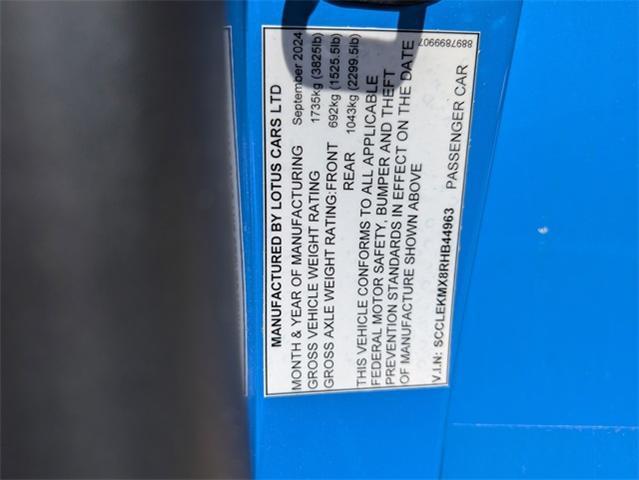 MANUFACTURED BY LOTUS CARS LTD
MONTH & YEAR OF MANUFACTURING September 2024
GROSS VEHICLE WEIGHT RATING 1735kg (3825lb)
GROSS AXLE WEIGHT RATING:FRONT 692kg (1525.5lb)
REAR 1043kg (2299.5lb)
THIS VEHICLE CONFORMS TO ALL APPLICABLE
FEDERAL MOTOR SAFETY, BUMPER AND THEFT
PREVENTION STANDARDS IN EFFECT ON THE DATE
OF MANUFACTURE SHOWN ABOVE
V.I.N: SCCLEKMX8RHB44963 PASSENGER CAR
8897899907